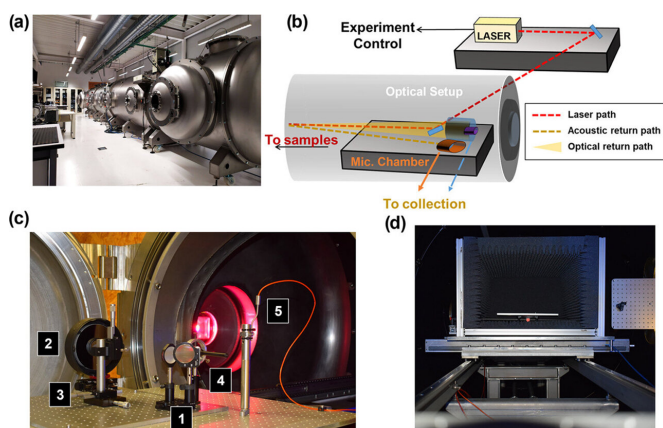 (a)
(b)
Experiment
Control
LASER
Optical Setup
Laser path
Acoustic return path
Optical return path
To samples
Mic. Chamber
To collection
(c)
2
3
1
4
5
(d)